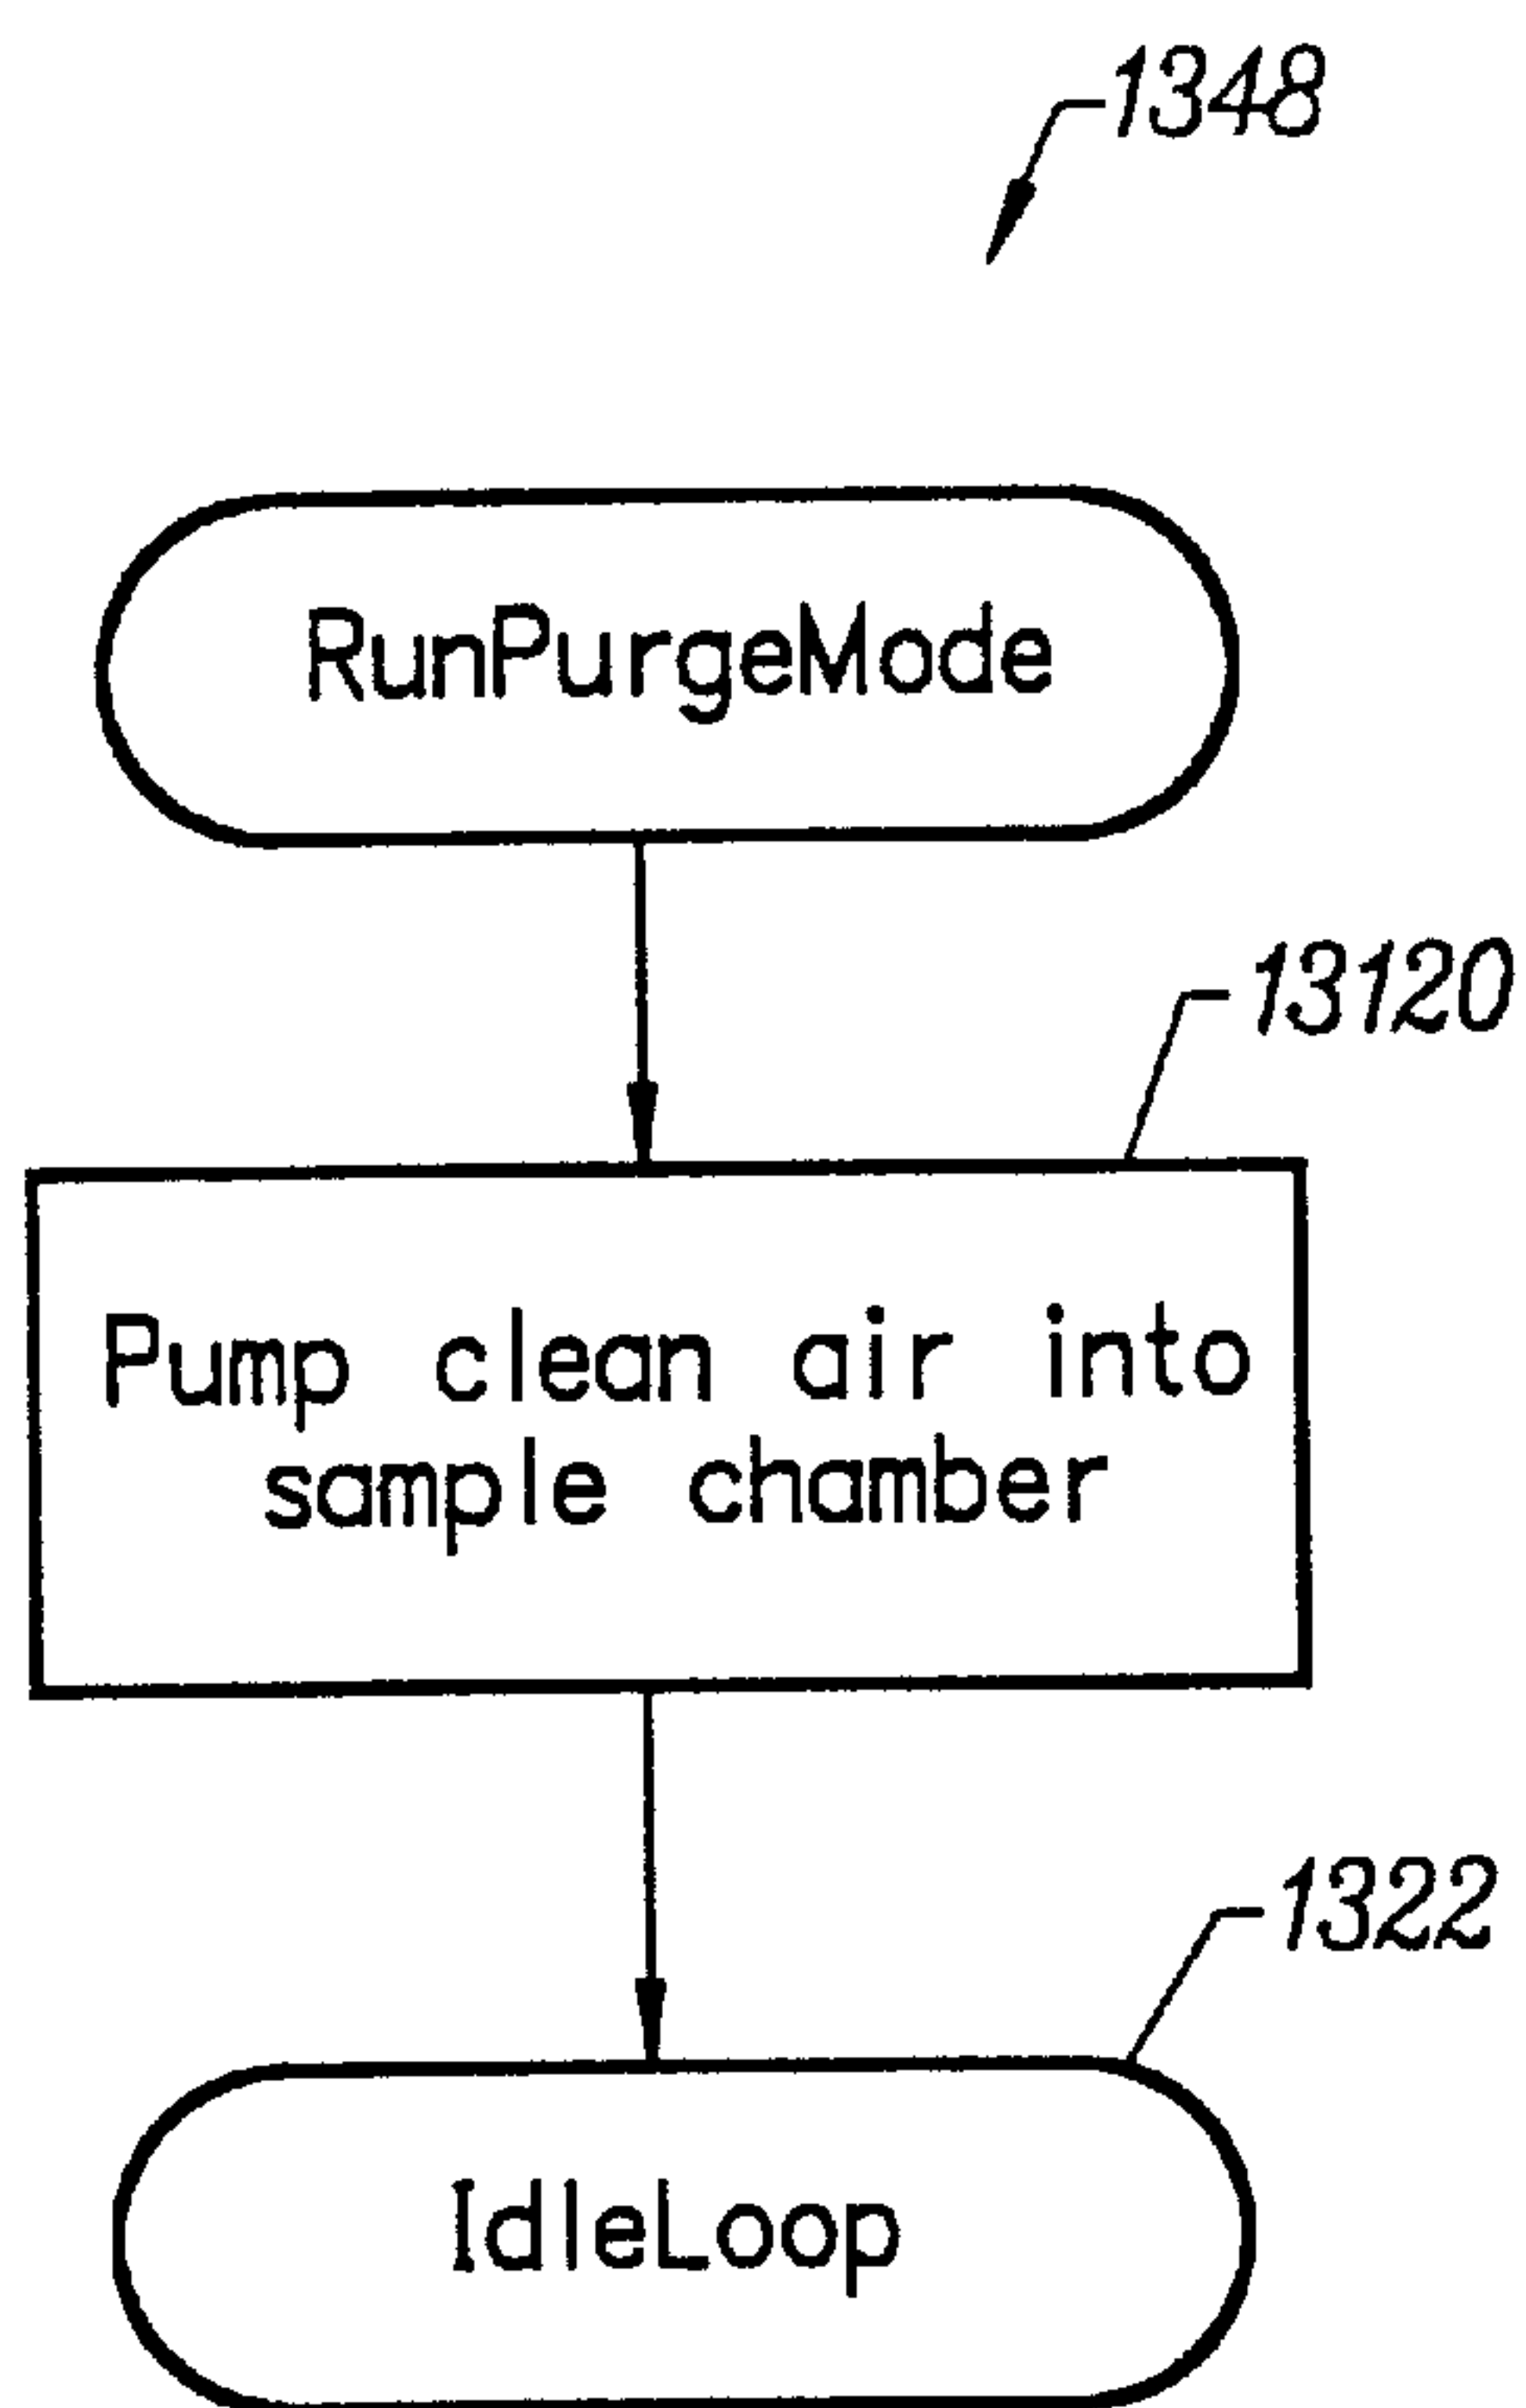 1348
RunPurgeMode
13120
Pump clean air into
sample chamber
1322
IdleLoop